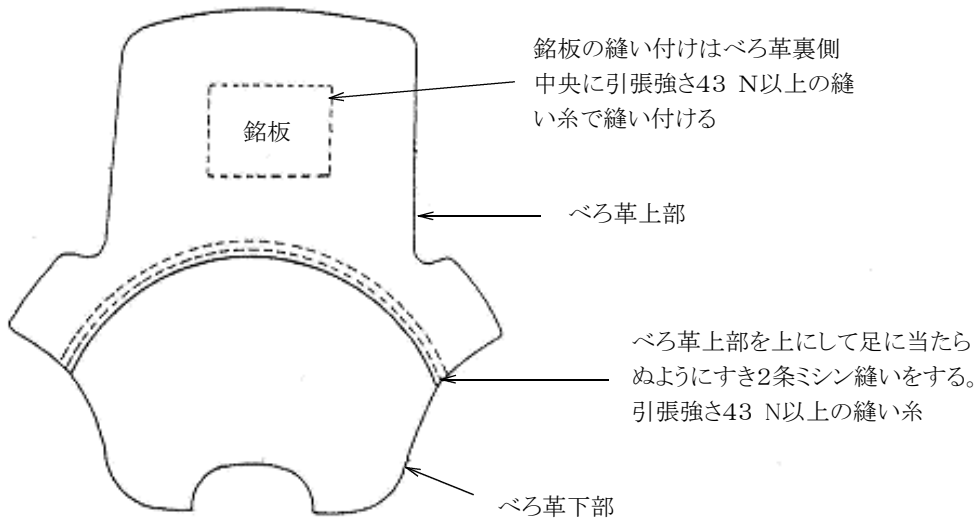 銘板の縫い付けはべろ革裏側
中央に引張強さ43 N以上の縫
い糸で縫い付ける
銘板
べろ革上部
べろ革上部を上にして足に当たら
ぬようにすき2条ミシン縫いをする。
引張強さ43 N以上の縫い糸
べろ革下部